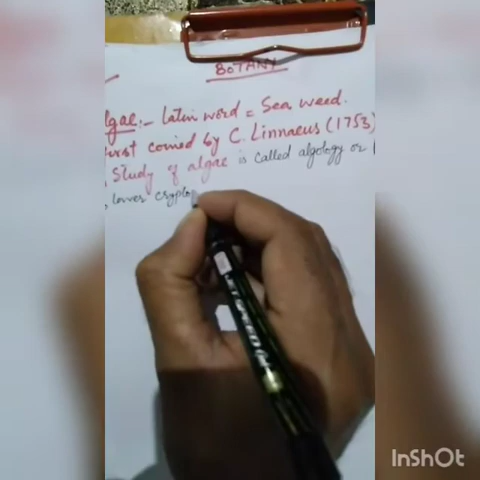 BOTANY
lgae:- Latin word = Sea weed.
first coined by C. Linnaeus (1753)
Study of algae is called algology or
lower crypto
InShOt